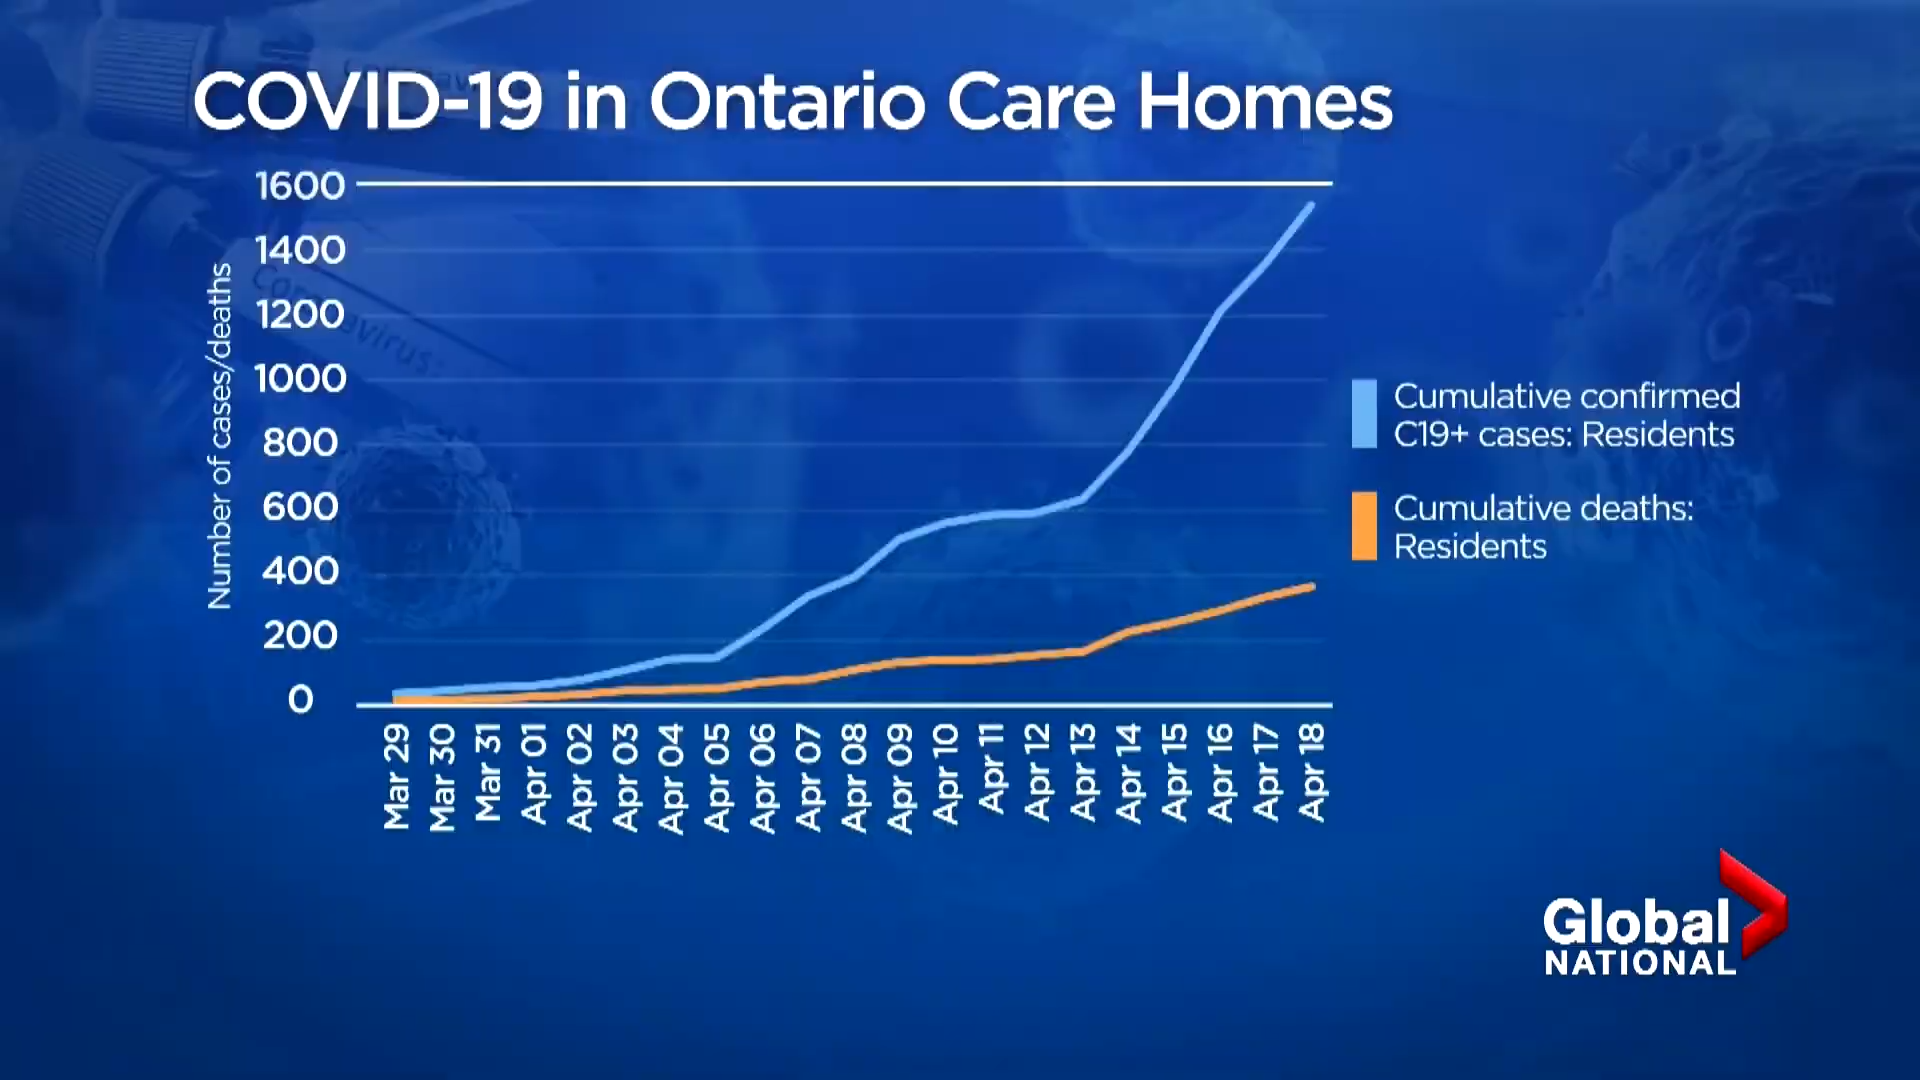 COVID-19 in Ontario Care Homes
Number of cases/deaths
1600
1400
1200
1000
800
600
400
200
0
Mar 29
Mar 30
Mar 31
Apr 01
Apr 02
Apr 03
Apr 04
Apr 05
Apr 06
Apr 07
Apr 08
Apr 09
Apr 10
Apr 11
Apr 12
Apr 13
Apr 14
Apr 15
Apr 16
Apr 17
Apr 18
Cumulative confirmed
C19+ cases: Residents
Cumulative deaths:
Residents
Coronavirus:
Global
NATIONAL